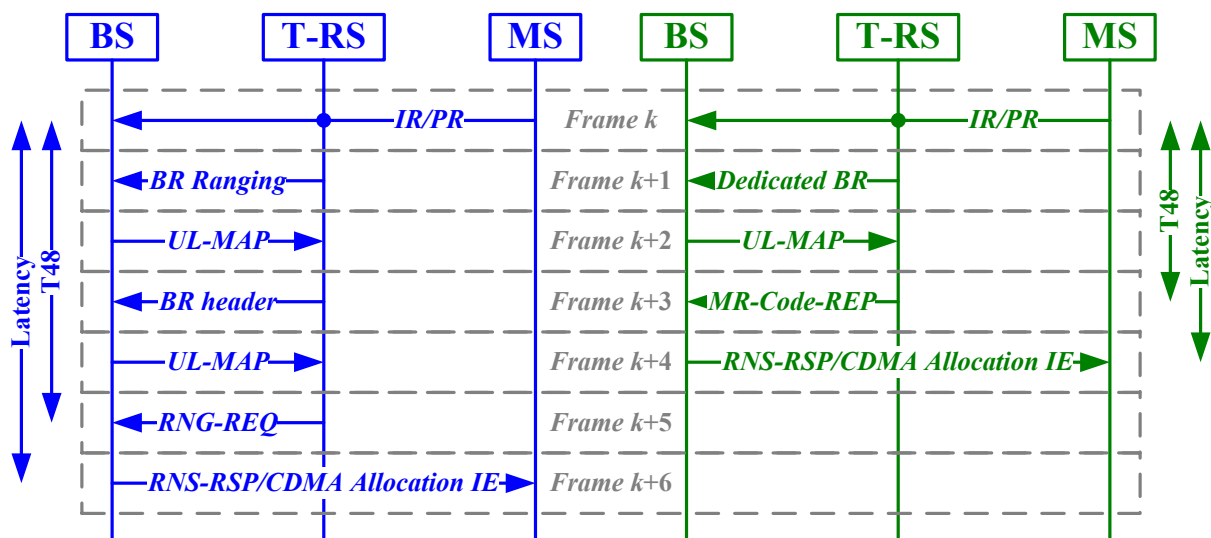 BS T-RS MS BS T-RS MS
IR/PR Frame k IR/PR
BR Ranging Frame k+1 Dedicated BR
UL-MAP Frame k+2 UL-MAP
BR header Frame k+3 MR-Code-REP
UL-MAP Frame k+4 RNS-RSP/CDMA Allocation IE
RNG-REQ Frame k+5
RNS-RSP/CDMA Allocation IE Frame k+6
Latency
T48
T48
Latency